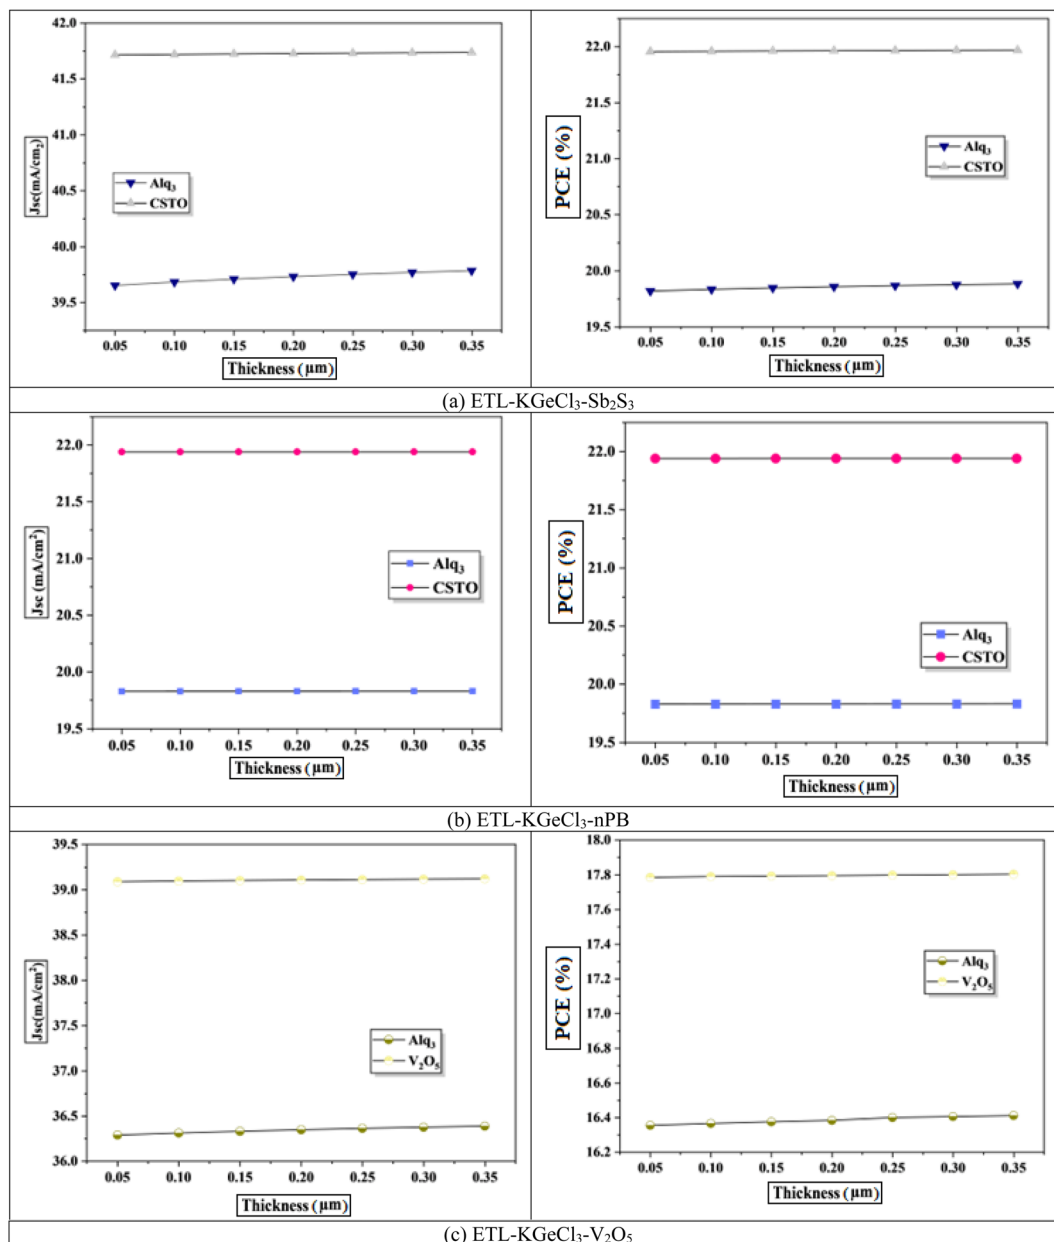 42.0
41.5
41.0
40.5
40.0
39.5
Jsc(mA/cm₂)
Alq₃
CSTO
0.05 0.10 0.15 0.20 0.25 0.30 0.35
Thickness (µm)
22.0
21.5
21.0
20.5
20.0
19.5
PCE (%)
Alq₃
CSTO
0.05 0.10 0.15 0.20 0.25 0.30 0.35
Thickness (µm)
(a) ETL-KGeCl₃-Sb₂S₃
22.0
21.5
21.0
20.5
20.0
19.5
Jsc (mA/cm²)
Alq₃
CSTO
0.05 0.10 0.15 0.20 0.25 0.30 0.35
Thickness (µm)
22.0
21.5
21.0
20.5
20.0
19.5
PCE (%)
Alq₃
CSTO
0.05 0.10 0.15 0.20 0.25 0.30 0.35
Thickness (µm)
(b) ETL-KGeCl₃-nPB
39.5
39.0
38.5
38.0
37.5
37.0
36.5
36.0
Jsc(mA/cm²)
Alq₃
V₂O₅
0.05 0.10 0.15 0.20 0.25 0.30 0.35
Thickness (µm)
18.0
17.8
17.6
17.4
17.2
17.0
16.8
16.6
16.4
16.2
PCE (%)
Alq₃
V₂O₅
0.05 0.10 0.15 0.20 0.25 0.30 0.35
Thickness (µm)
(c) ETL-KGeCl₃-V₂O₅